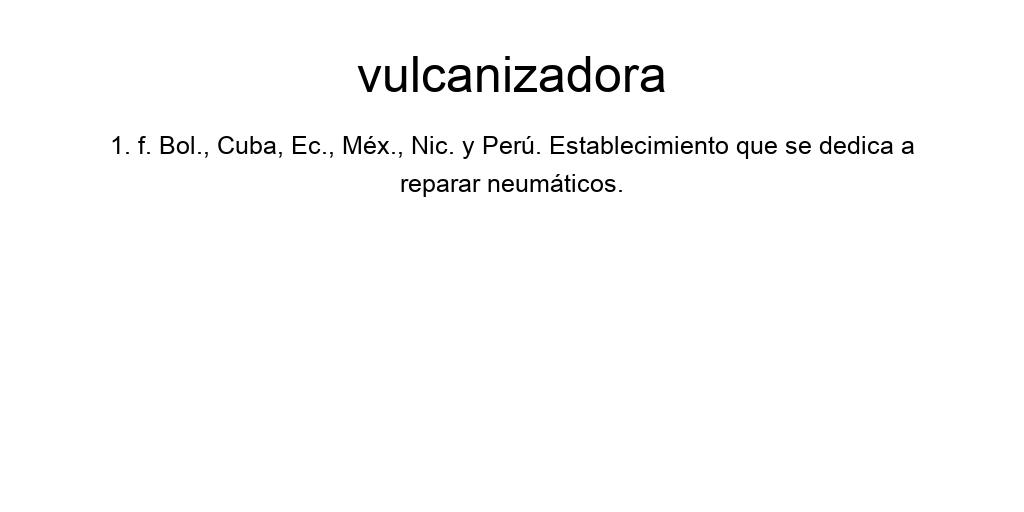 vulcanizadora
1. f. Bol., Cuba, Ec., Méx., Nic. y Perú. Establecimiento que se dedica a
reparar neumáticos.